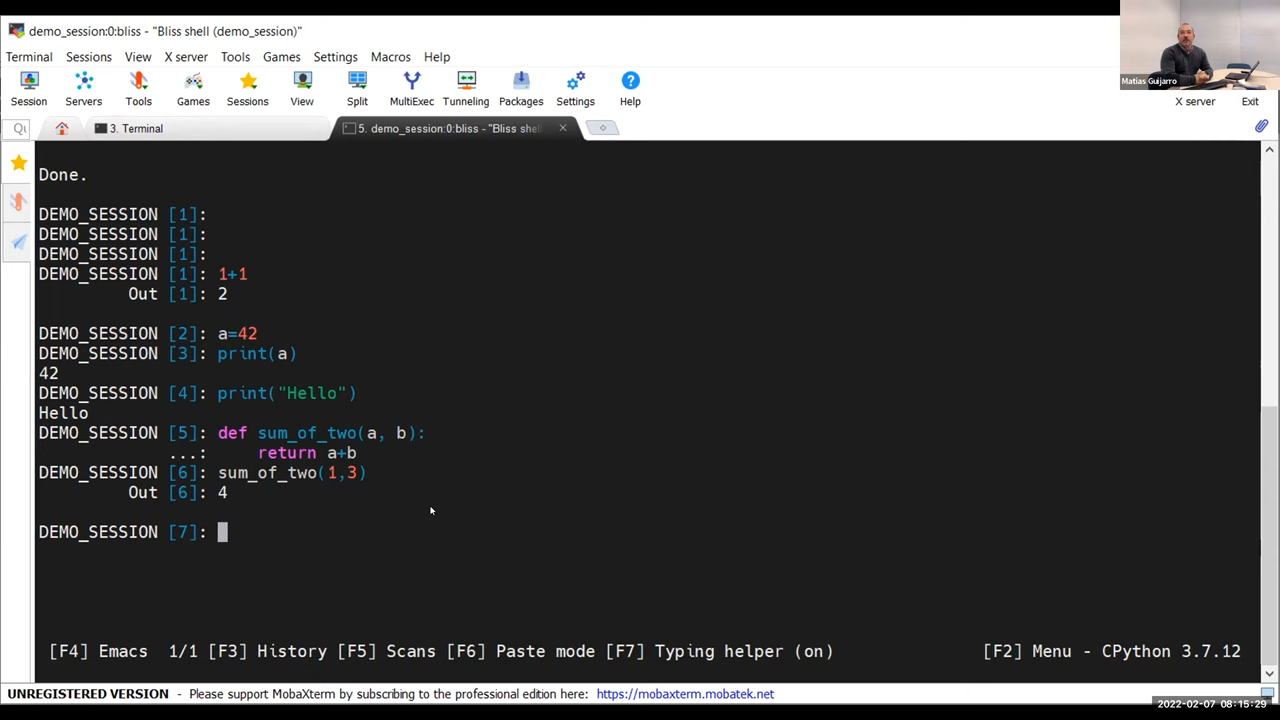 demo_session:0:bliss - "Bliss shell (demo_session)"
Matias Guijarro
Terminal Sessions View X server Tools Games Settings Macros Help
Session Servers Tools Games Sessions View Split MultiExec Tunneling Packages Settings Help X server Exit
3. Terminal
5. demo_session:0:bliss - "Bliss shel
Done.
DEMO_SESSION [1]:
DEMO_SESSION [1]:
DEMO_SESSION [1]:
DEMO_SESSION [1]: 1+1
Out [1]: 2
DEMO_SESSION [2]: a=42
DEMO_SESSION [3]: print(a)
42
DEMO_SESSION [4]: print("Hello")
Hello
DEMO_SESSION [5]: def sum_of_two(a, b):
...: return a+b
DEMO_SESSION [6]: sum_of_two(1,3)
Out [6]: 4
DEMO_SESSION [7]:
[F4] Emacs 1/1 [F3] History [F5] Scans [F6] Paste mode [F7] Typing helper (on) [F2] Menu - CPython 3.7.12
UNREGISTERED VERSION - Please support MobaXterm by subscribing to the professional edition here: https://mobaxterm.mobatek.net
2022-02-07 08:15:29